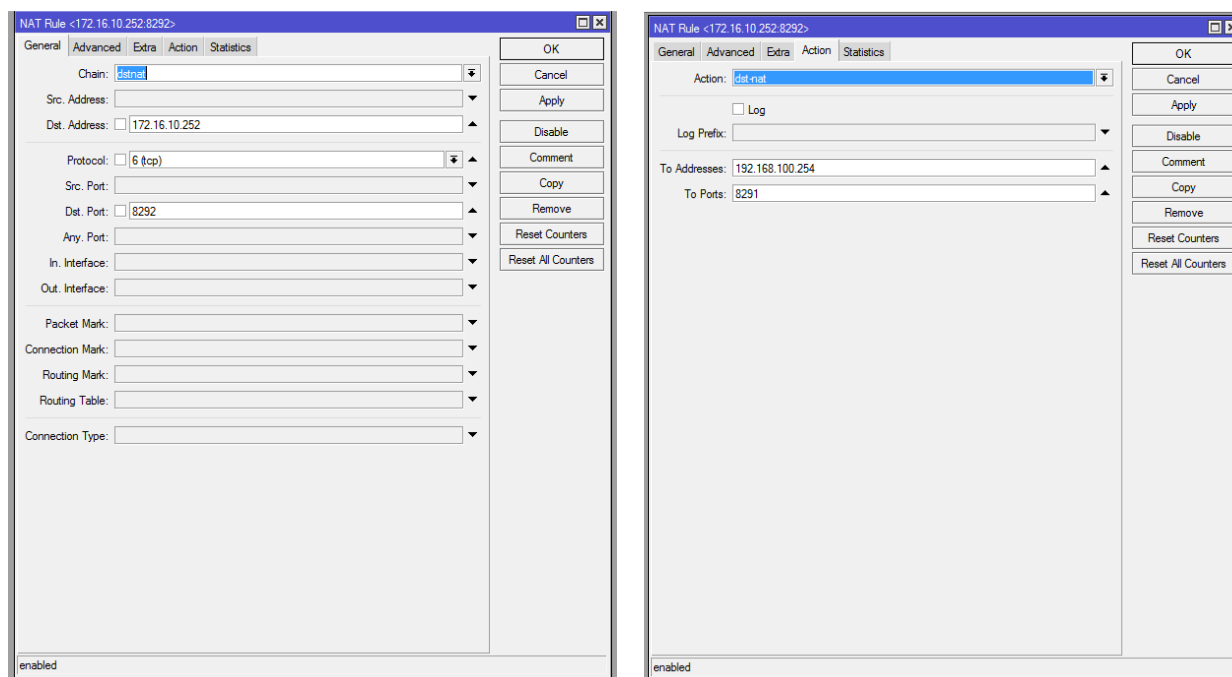 NAT Rule <172.16.10.252:8292>
General Advanced Extra Action Statistics
Chain: dstnat
Src. Address:
Dst. Address: 172.16.10.252
Protocol: 6 (tcp)
Src. Port:
Dst. Port: 8292
Any. Port:
In. Interface:
Out. Interface:
Packet Mark:
Connection Mark:
Routing Mark:
Routing Table:
Connection Type:
OK
Cancel
Apply
Disable
Comment
Copy
Remove
Reset Counters
Reset All Counters
enabled
NAT Rule <172.16.10.252:8292>
General Advanced Extra Action Statistics
Action: dst-nat
Log
Log Prefix:
To Addresses: 192.168.100.254
To Ports: 8291
OK
Cancel
Apply
Disable
Comment
Copy
Remove
Reset Counters
Reset All Counters
enabled